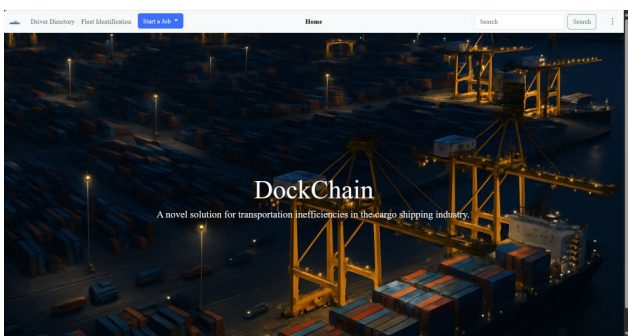 Driver Directory Fleet Identification Start a Job Home Search Search
DockChain
A novel solution for transportation inefficiencies in the cargo shipping industry.